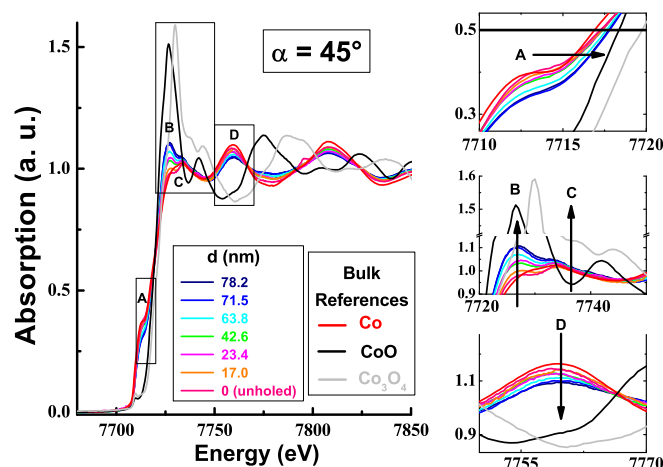 α = 45°
Absorption (a. u.)
1.5
1.0
0.5
0.0
7700
7750
7800
7850
Energy (eV)
A
B
C
D
d (nm)
78.2
71.5
63.8
42.6
23.4
17.0
0 (unholed)
Bulk
References
Co
CoO
Co₃O₄
0.5
0.3
A
7710
7715
7720
1.6
1.5
1.1
1.0
0.9
B
C
7720
7740
D
1.1
0.9
7755
7770